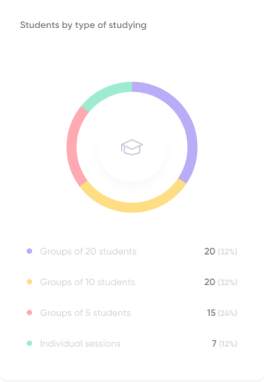 Students by type of studying
Groups of 20 students 20 (32%)
Groups of 10 students 20 (32%)
Groups of 5 students 15 (24%)
Individual sessions 7 (12%)